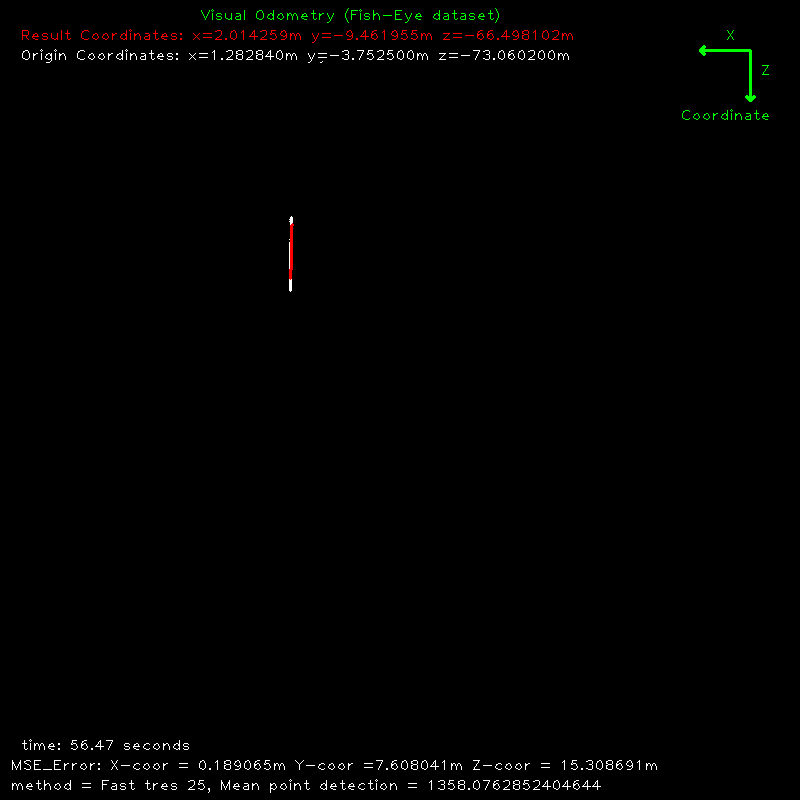 Visual Odometry (Fish-Eye dataset)
Result Coordinates: x=2.014259m y=-9.461955m z=-66.498102m
Origin Coordinates: x=1.282840m y=-3.752500m z=-73.060200m
X
Z
Coordinate
time: 56.47 seconds
MSE_Error: X-coor = 0.189065m Y-coor =7.608041m Z-coor = 15.308691m
method = Fast tres 25, Mean point detection = 1358.0762852404644